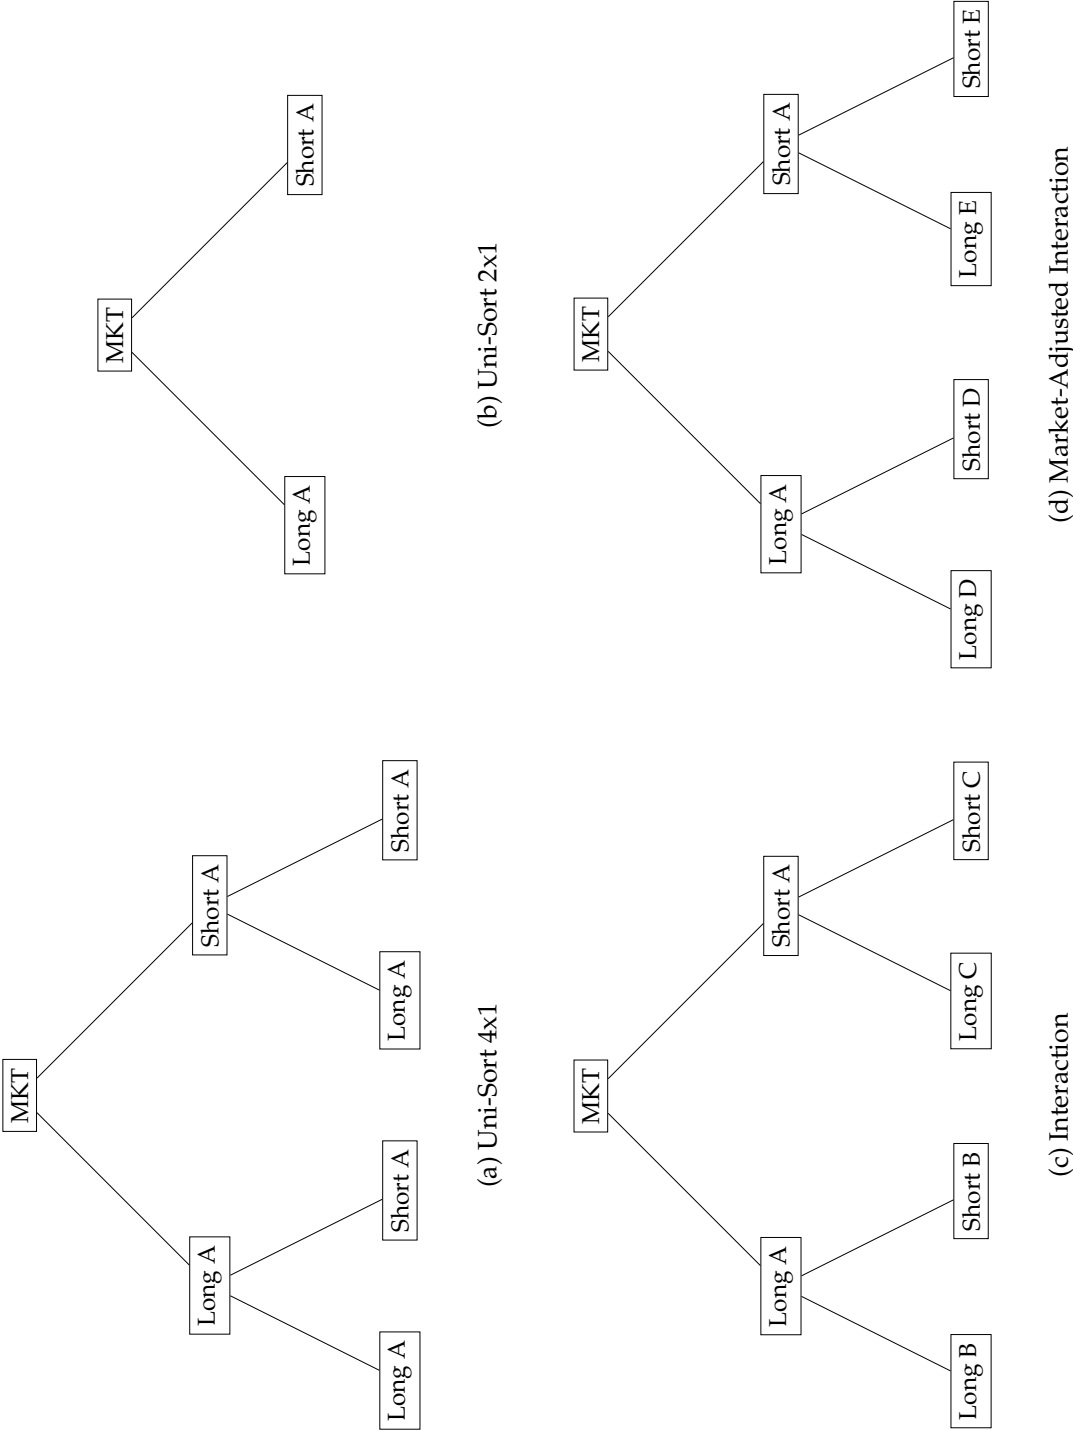 MKT
Long A
Short A
Long A
Short A
Long A
Short A
(a) Uni-Sort 4x1
MKT
Long A
Short A
(b) Uni-Sort 2x1
MKT
Long A
Short A
Long B
Short B
Long C
Short C
(c) Interaction
MKT
Long A
Short A
Long D
Short D
Long E
Short E
(d) Market-Adjusted Interaction